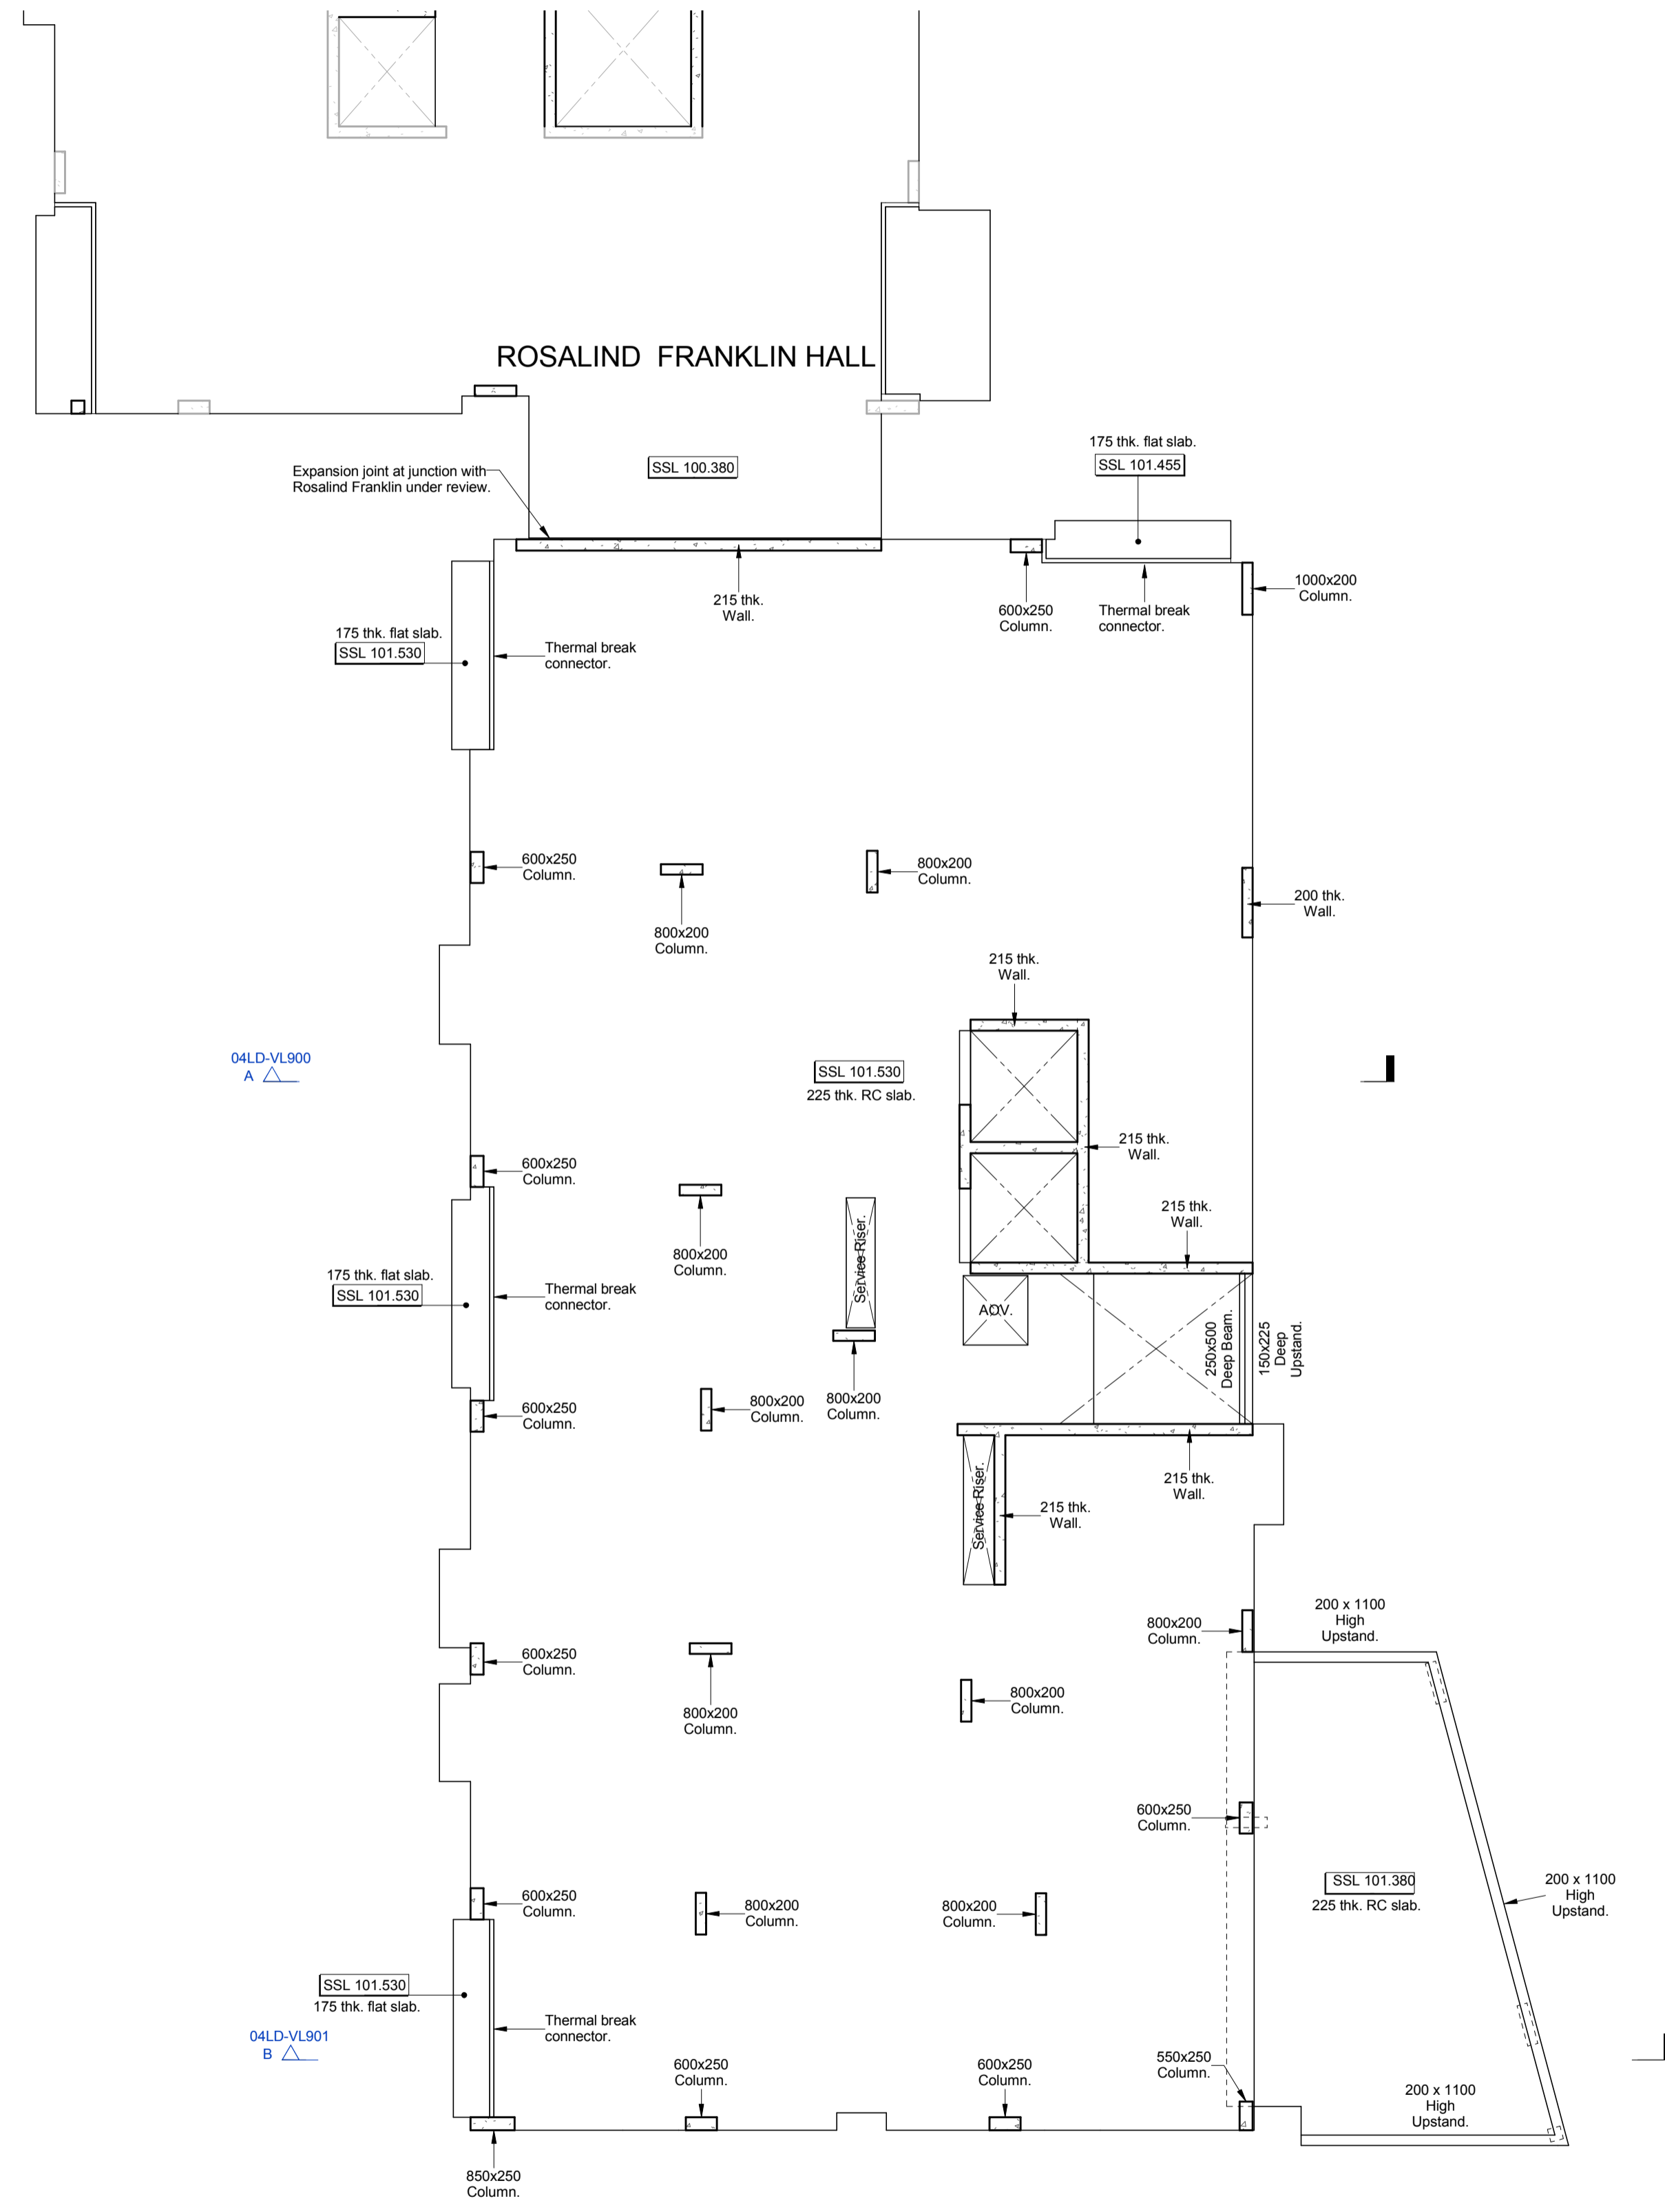 ROSALIND FRANKLIN HALL
175 thk. flat slab.
SSL 101.455
SSL 100.380
Expansion joint at junction with
Rosalind Franklin under review.
1000x200
Column.
215 thk.
Wall.
600x250
Column.
Thermal break
connector.
175 thk. flat slab.
SSL 101.530
Thermal break
connector.
600x250
Column.
800x200
Column.
800x200
Column.
200 thk.
Wall.
215 thk.
Wall.
04LD-VL900
A
SSL 101.530
225 thk. RC slab.
215 thk.
Wall.
600x250
Column.
215 thk.
Wall.
800x200
Column.
Service Riser.
175 thk. flat slab.
SSL 101.530
Thermal break
connector.
AOV.
250x500
Deep Beam.
150x225
Deep
Upstand.
600x250
Column.
800x200
Column.
800x200
Column.
215 thk.
Wall.
Service Riser.
215 thk.
Wall.
200 x 1100
High
Upstand.
800x200
Column.
600x250
Column.
800x200
Column.
800x200
Column.
600x250
Column.
SSL 101.380
225 thk. RC slab.
200 x 1100
High
Upstand.
600x250
Column.
800x200
Column.
800x200
Column.
SSL 101.530
175 thk. flat slab.
Thermal break
connector.
04LD-VL901
B
600x250
Column.
600x250
Column.
550x250
Column.
200 x 1100
High
Upstand.
850x250
Column.